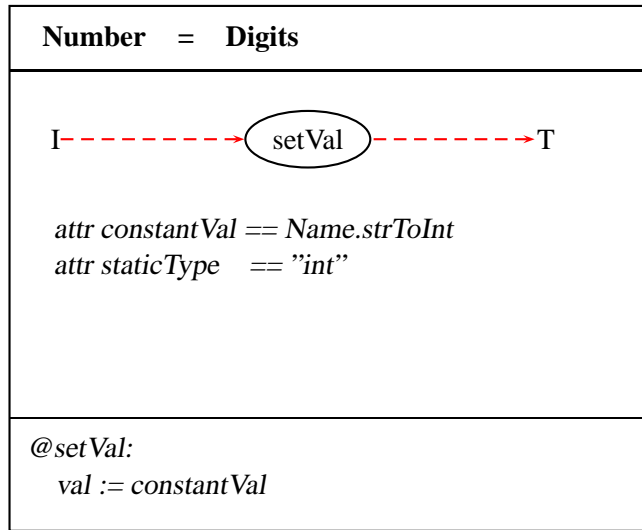 Number = Digits
I setVal T
attr constantVal == Name.strToInt
attr staticType == ”int”
@setVal:
val := constantVal